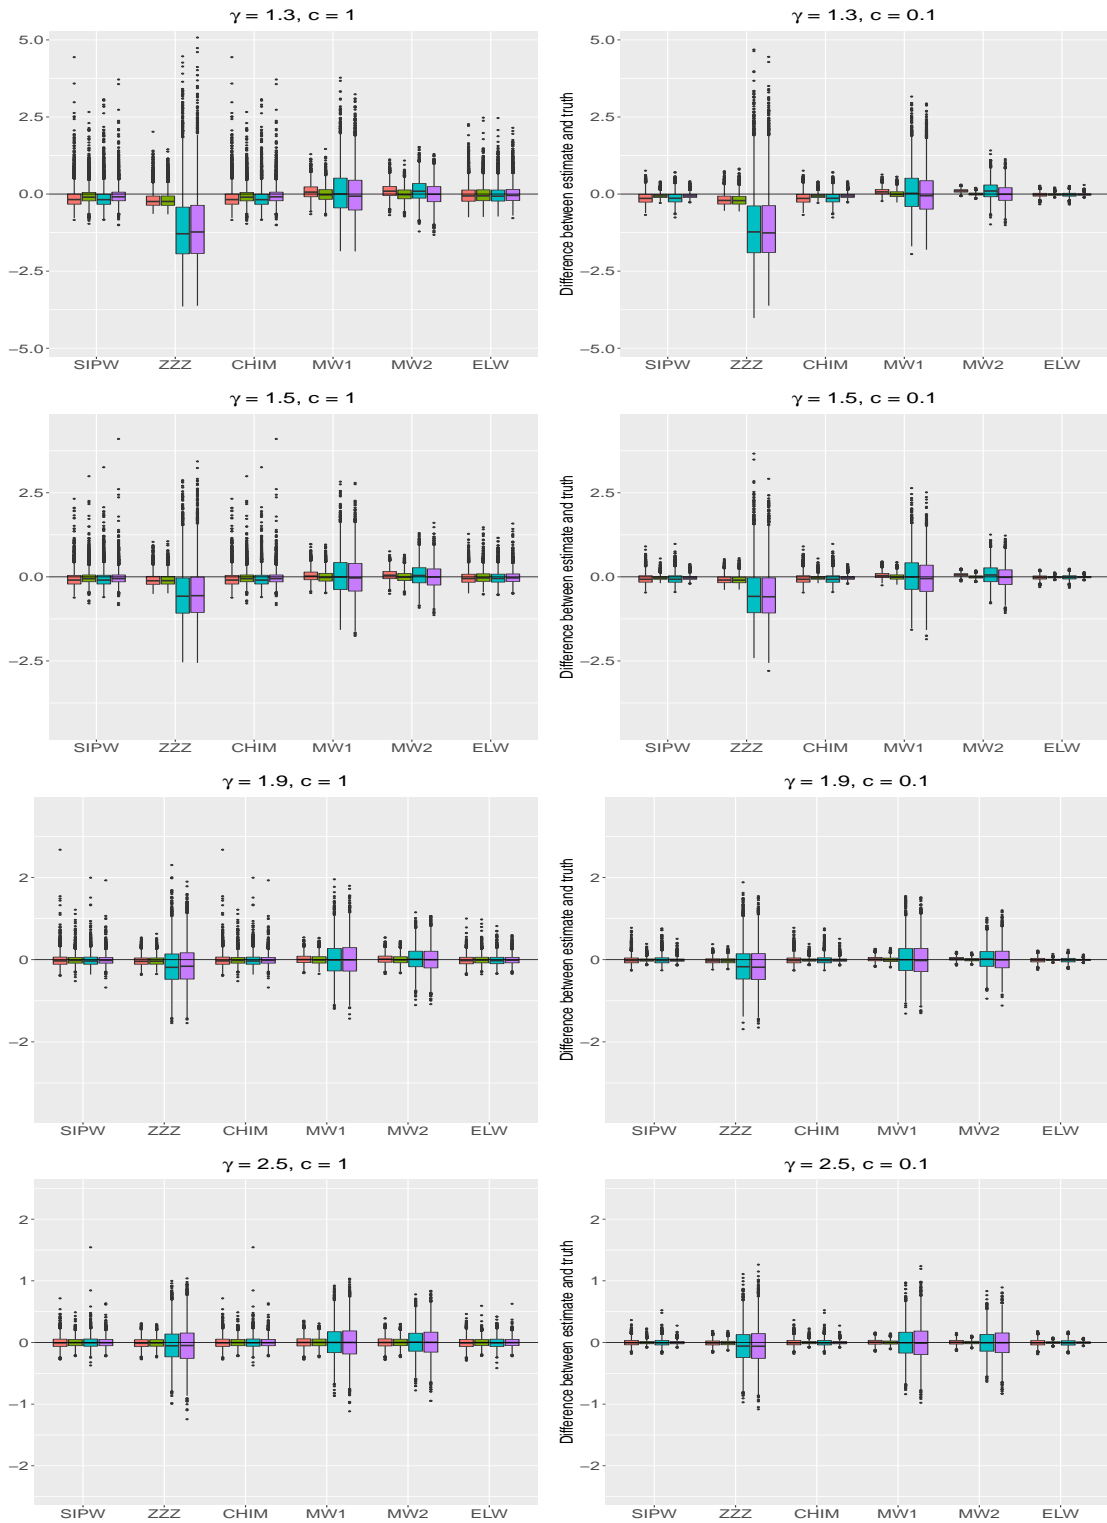 γ = 1.3, c = 1
5.0
2.5
0.0
−2.5
−5.0
SIPW ZZZ CHIM MW1 MW2 ELW
γ = 1.3, c = 0.1
Difference between estimate and truth
5.0
2.5
0.0
−2.5
−5.0
SIPW ZZZ CHIM MW1 MW2 ELW
γ = 1.5, c = 1
2.5
0.0
−2.5
SIPW ZZZ CHIM MW1 MW2 ELW
γ = 1.5, c = 0.1
Difference between estimate and truth
2.5
0.0
−2.5
SIPW ZZZ CHIM MW1 MW2 ELW
γ = 1.9, c = 1
2
0
−2
SIPW ZZZ CHIM MW1 MW2 ELW
γ = 1.9, c = 0.1
Difference between estimate and truth
2
0
−2
SIPW ZZZ CHIM MW1 MW2 ELW
γ = 2.5, c = 1
2
1
0
−1
−2
SIPW ZZZ CHIM MW1 MW2 ELW
γ = 2.5, c = 0.1
Difference between estimate and truth
2
1
0
−1
−2
SIPW ZZZ CHIM MW1 MW2 ELW